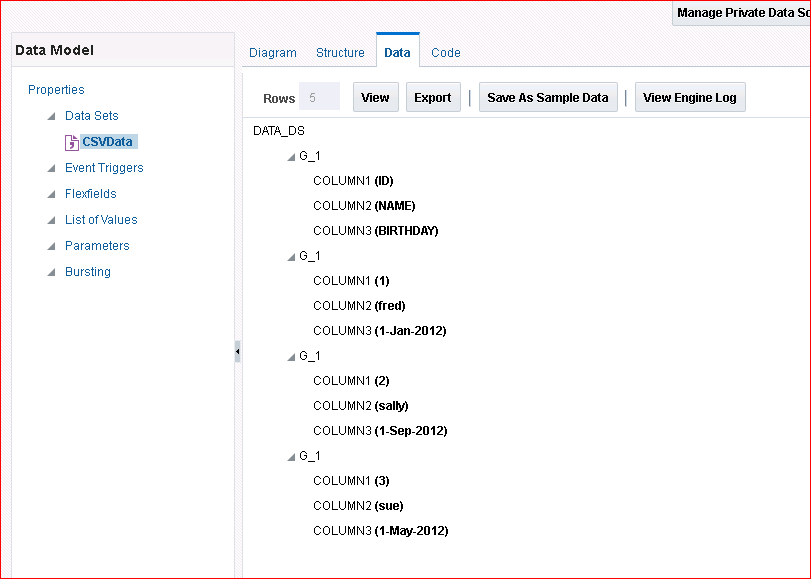 Manage Private Data So
Data Model
Diagram Structure Data Code
Properties
Data Sets
CSVData
Event Triggers
Flexfields
List of Values
Parameters
Bursting
Rows 5 View Export | Save As Sample Data | View Engine Log
DATA_DS
G_1
COLUMN1 (ID)
COLUMN2 (NAME)
COLUMN3 (BIRTHDAY)
G_1
COLUMN1 (1)
COLUMN2 (fred)
COLUMN3 (1-Jan-2012)
G_1
COLUMN1 (2)
COLUMN2 (sally)
COLUMN3 (1-Sep-2012)
G_1
COLUMN1 (3)
COLUMN2 (sue)
COLUMN3 (1-May-2012)